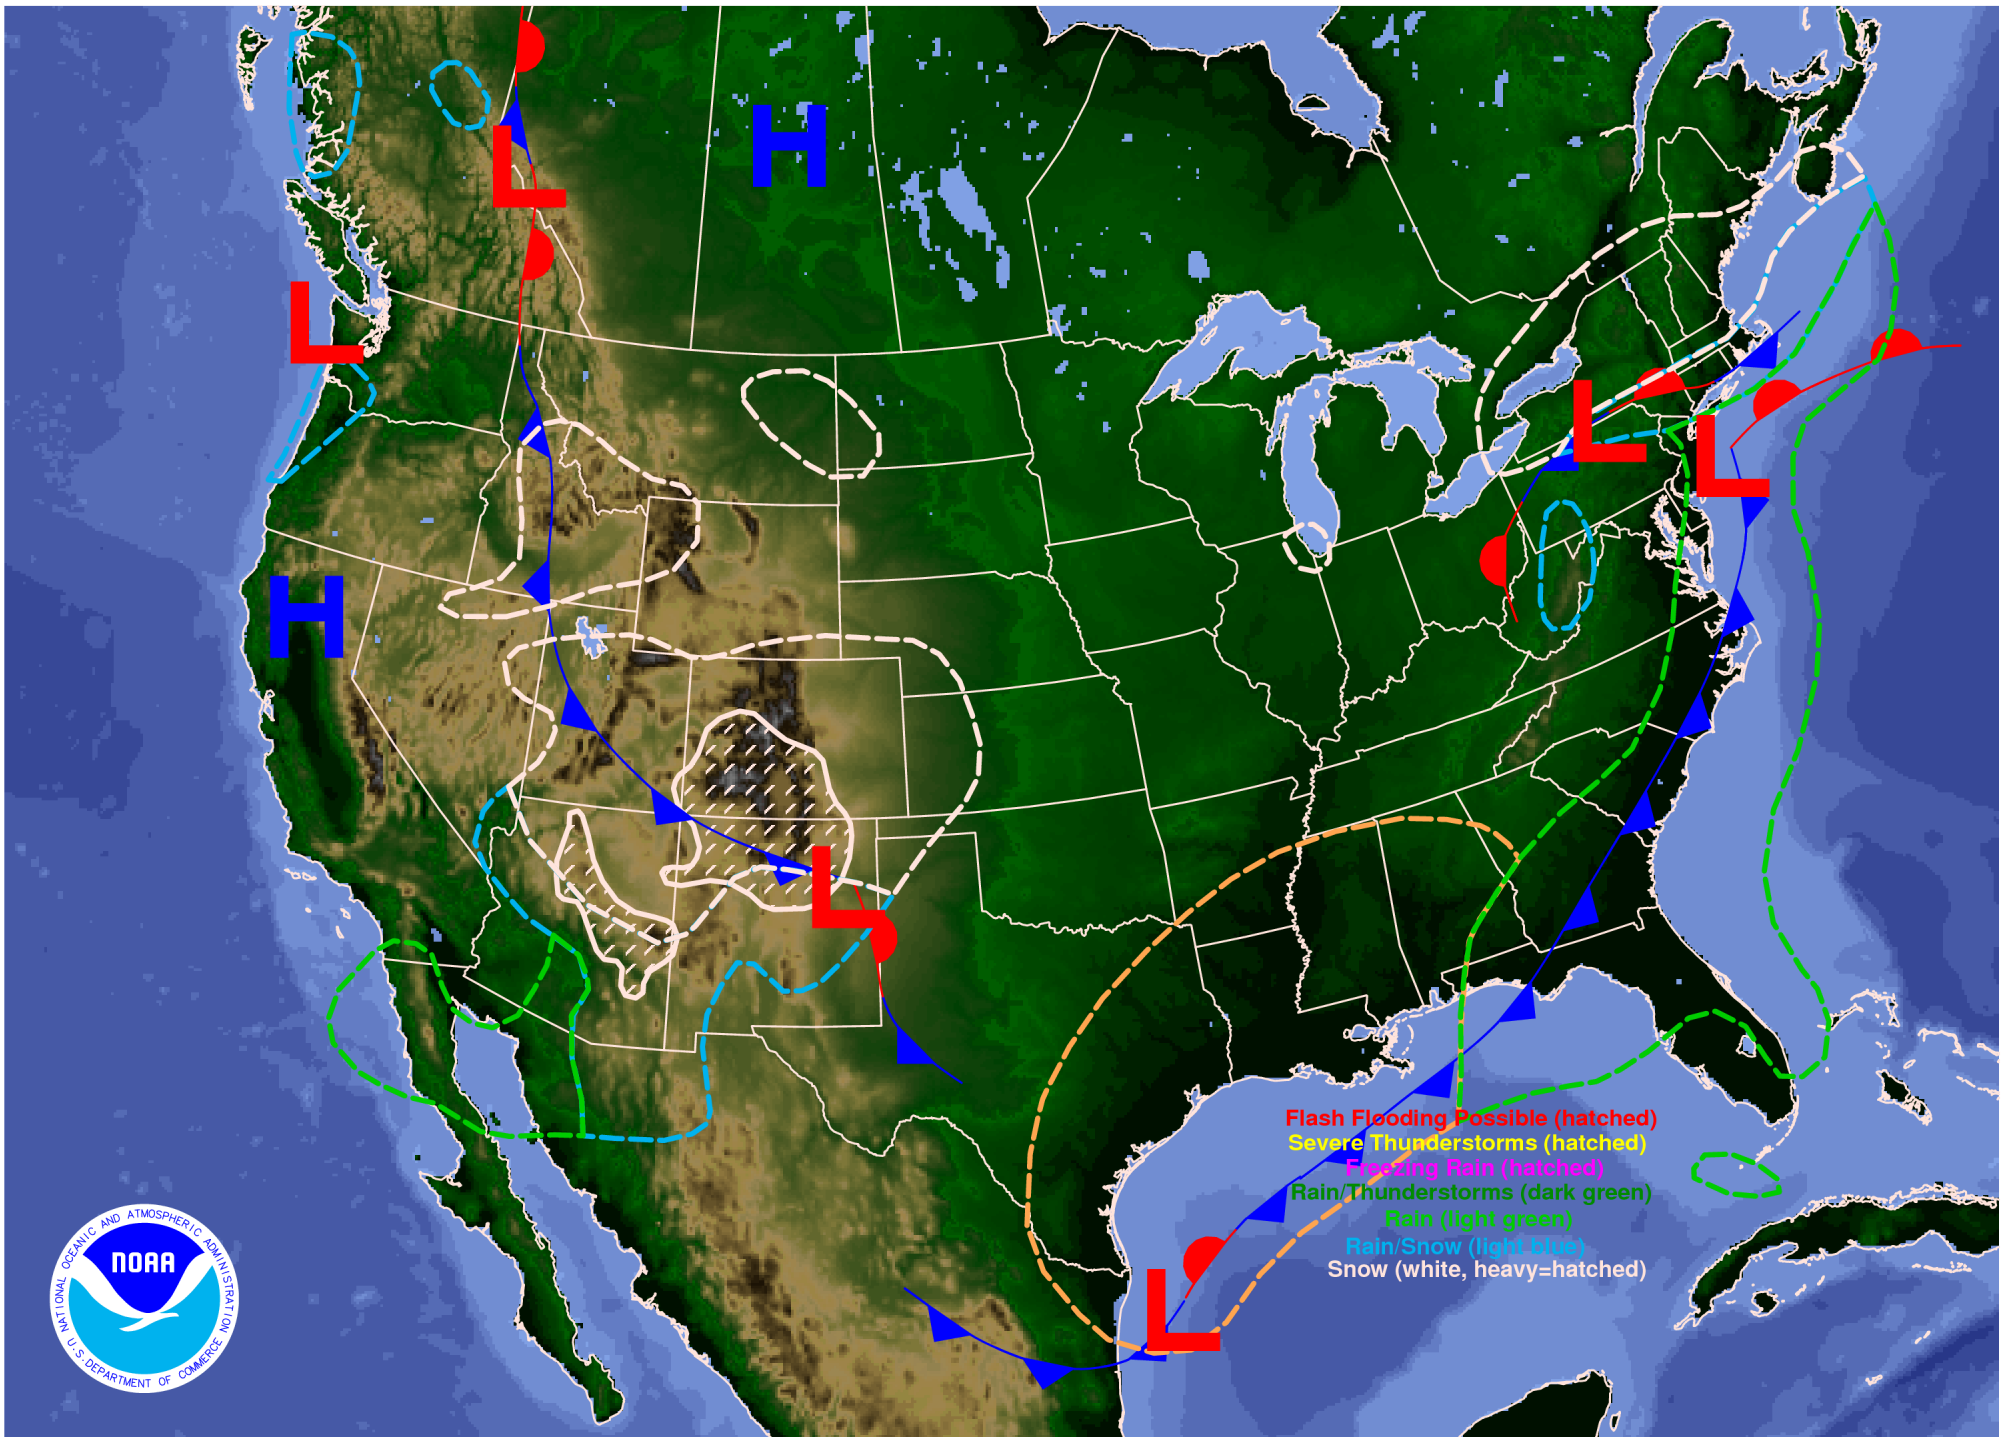 H
L
L
H
L
L
L
L
Flash Flooding Possible (hatched)
Severe Thunderstorms (hatched)
Freezing Rain (hatched)
Rain/Thunderstorms (dark green)
Rain (light green)
Rain/Snow (light blue)
Snow (white, heavy=hatched)
NATIONAL OCEANIC AND ATMOSPHERIC ADMINISTRATION
NOAA
U.S. DEPARTMENT OF COMMERCE